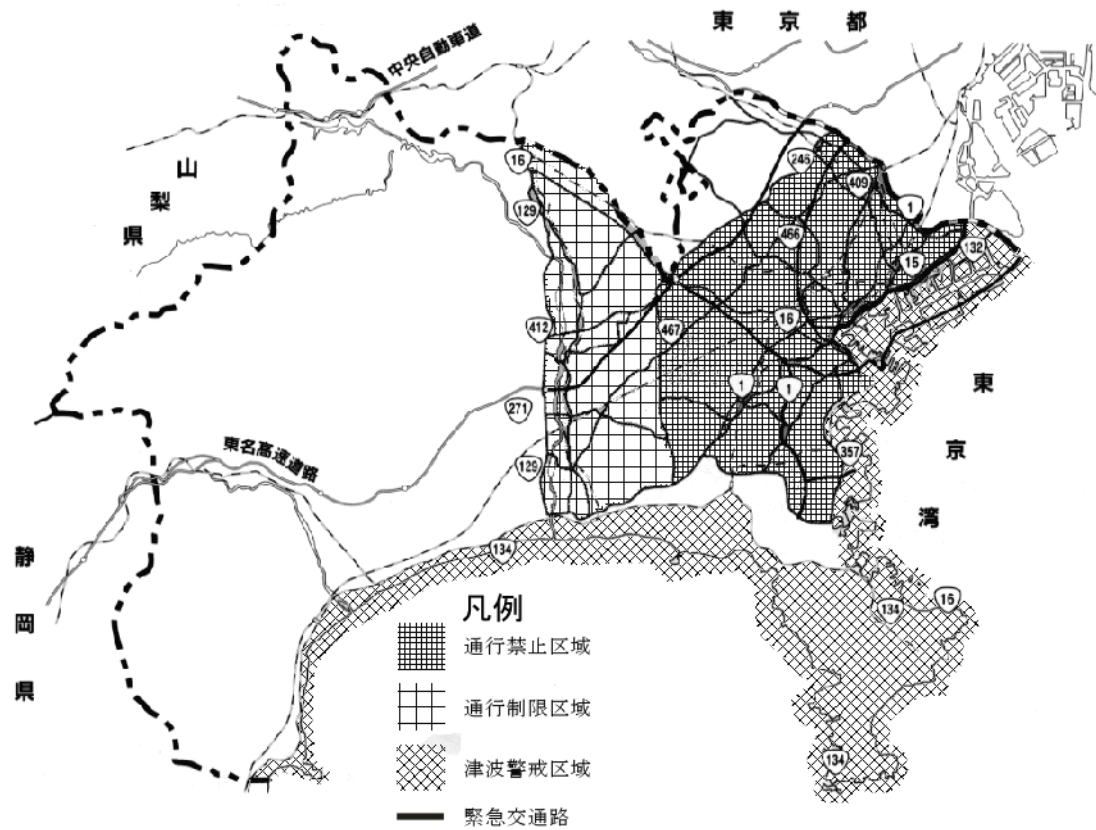 東京都
中央自動車道
山梨県
16
246
129
409
1
466
132
15
412
467
16
1
1
東京湾
271
東名高速道路
357
129
静岡県
134
凡例
通行禁止区域
134
16
通行制限区域
津波警戒区域
134
緊急交通路